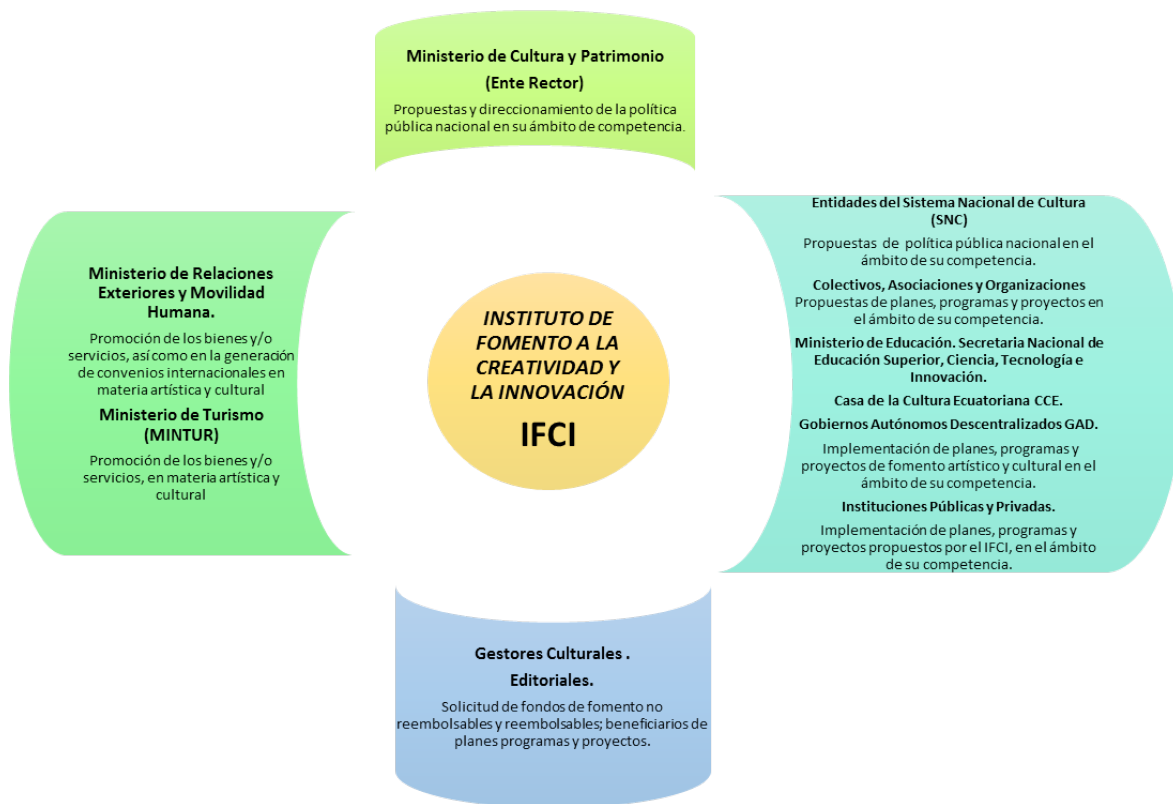 Ministerio de Cultura y Patrimonio
(Ente Rector)
Propuestas y direccionamiento de la política
pública nacional en su ámbito de competencia.
Ministerio de Relaciones
Exteriores y Movilidad
Humana.
Promoción de los bienes y/o
servicios, así como en la generación
de convenios internacionales en
materia artística y cultural
Ministerio de Turismo
(MINTUR)
Promoción de los bienes y/o
servicios, en materia artística y
cultural
INSTITUTO DE
FOMENTO A LA
CREATIVIDAD Y
LA INNOVACIÓN
IFCI
Entidades del Sistema Nacional de Cultura
(SNC)
Propuestas de política pública nacional en el
ámbito de su competencia.
Colectivos, Asociaciones y Organizaciones
Propuestas de planes, programas y proyectos en
el ámbito de su competencia.
Ministerio de Educación. Secretaria Nacional de
Educación Superior, Ciencia, Tecnología e
Innovación.
Casa de la Cultura Ecuatoriana CCE.
Gobiernos Autónomos Descentralizados GAD.
Implementación de planes, programas y
proyectos de fomento artístico y cultural en el
ámbito de su competencia.
Instituciones Públicas y Privadas.
Implementación de planes, programas y
proyectos propuestos por el IFCI, en el ámbito
de su competencia.
Gestores Culturales .
Editoriales.
Solicitud de fondos de fomento no
reembolsables y reembolsables; beneficiarios de
planes programas y proyectos.